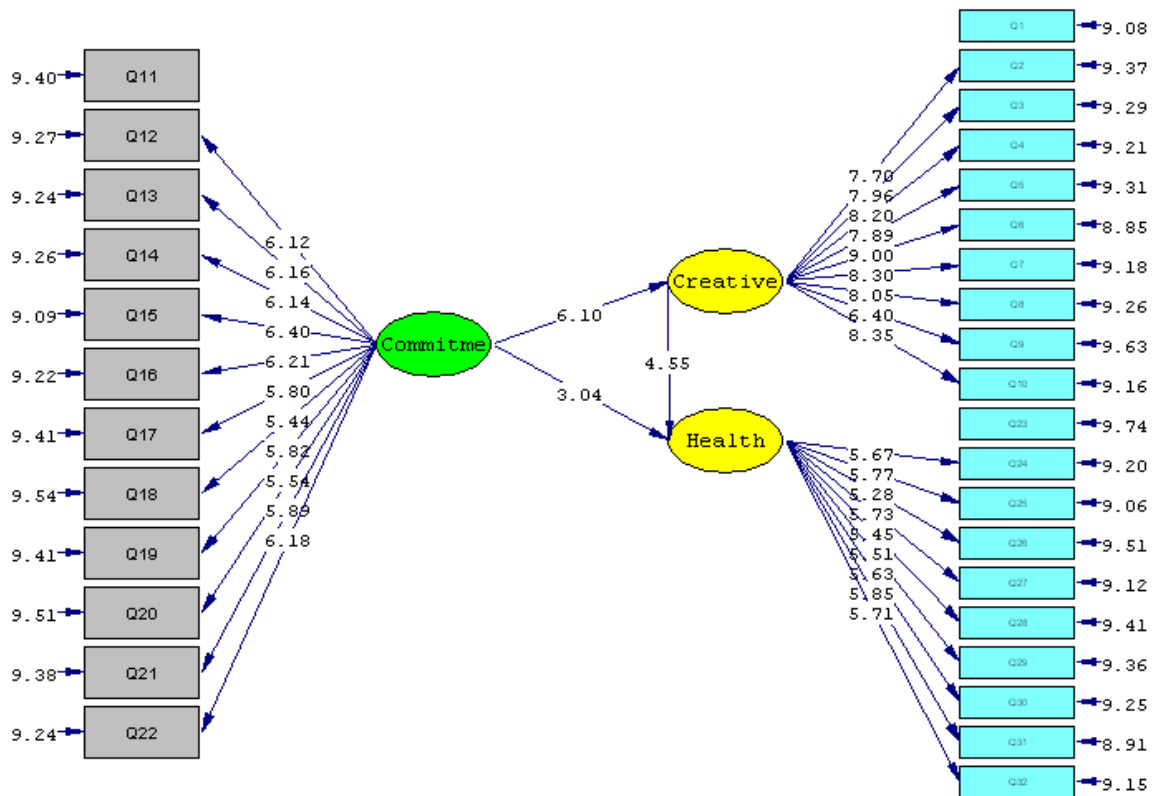 9.40 Q11
9.27 Q12
9.24 Q13
9.26 Q14
9.09 Q15
9.22 Q16
9.41 Q17
9.54 Q18
9.41 Q19
9.51 Q20
9.38 Q21
9.24 Q22
6.12
6.16
6.14
6.40
6.21
5.80
5.44
5.82
5.54
5.89
6.18
Commitme
6.10
3.04
Creative
4.55
Health
7.70
7.96
8.20
7.89
9.00
8.30
8.05
6.40
8.35
5.67
5.77
5.28
5.73
5.45
5.51
5.63
5.85
5.71
Q1 9.08
Q2 9.37
Q3 9.29
Q4 9.21
Q5 9.31
Q6 8.85
Q7 9.18
Q8 9.26
Q9 9.63
Q10 9.16
Q23 9.74
Q24 9.20
Q25 9.06
Q26 9.51
Q27 9.12
Q28 9.41
Q29 9.36
Q30 9.25
Q31 8.91
Q32 9.15